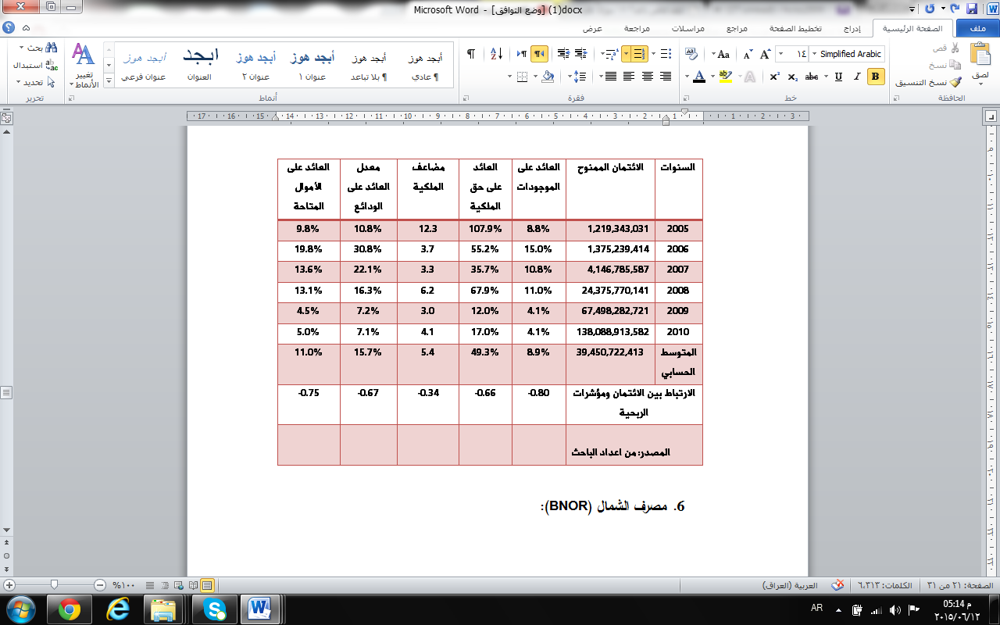 [وضع التوافق] (1)docx - Microsoft Word
ملف
الصفحة الرئيسية
إدراج
تخطيط الصفحة
مراجع
مراسلات
مراجعة
عرض
لصق
قص
نسخ
نسخ التنسيق
الحافظة
Simplified Arabic
١٤
خط
فقرة
أبجد هوز
¶ عادي
أبجد هوز
¶ بلا تباعد
أبجد هوز
عنوان ١
أبجد هوز
عنوان ٢
ابجد
العنوان
أبجد هوز
عنوان فرعي
أنماط
تغيير
الأنماط
بحث
استبدال
تحديد
تحرير
السنوات
الائتمان الممنوح
العائد على
الموجودات
العائد
على حق
الملكية
مضاعف
الملكية
معدل
العائد على
الودائع
العائد على
الأموال
المتاحة
2005 1,219,343,031 8.8% 107.9% 12.3 10.8% 9.8%
2006 1,375,239,414 15.0% 55.2% 3.7 30.8% 19.8%
2007 4,146,785,587 10.8% 35.7% 3.3 22.1% 13.6%
2008 24,375,770,141 11.0% 67.9% 6.2 16.3% 13.1%
2009 67,498,282,721 4.1% 12.0% 3.0 7.2% 4.5%
2010 138,088,913,582 4.1% 17.0% 4.1 7.1% 5.0%
المتوسط
الحسابي
39,450,722,413 8.9% 49.3% 5.4 15.7% 11.0%
الارتباط بين الائتمان ومؤشرات
الربحية
-0.80 -0.66 -0.34 -0.67 -0.75
المصدر: من اعداد الباحث
6. مصرف الشمال (BNOR):
الصفحة: ٢١ من ٣١
الكلمات: ٦,٣١٣
العربية (العراق)
١٠٠%
AR
05:14 م
٢٠١٥/٠٦/١٢